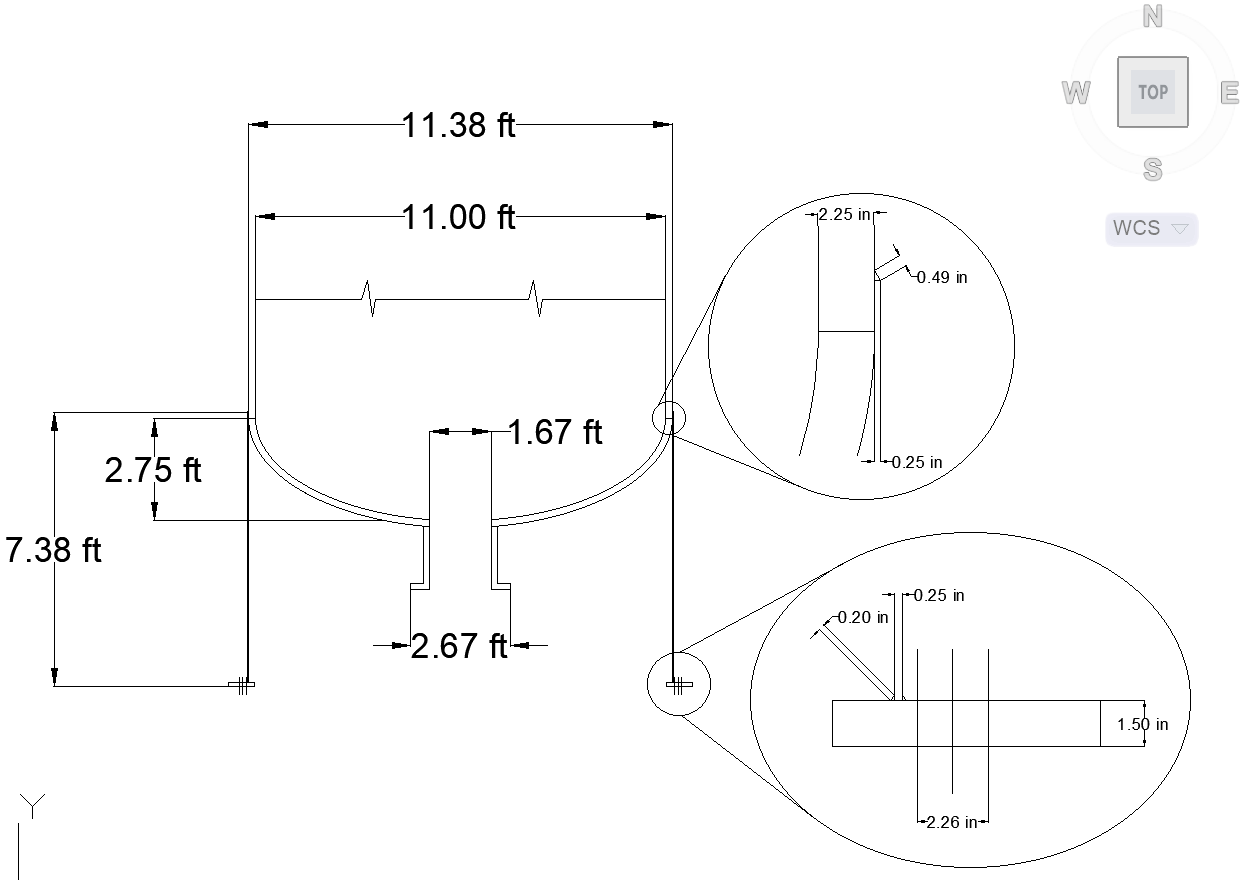 N
W
TOP
E
S
WCS
11.38 ft
11.00 ft
2.25 in
0.49 in
1.67 ft
2.75 ft
0.25 in
7.38 ft
0.25 in
0.20 in
2.67 ft
1.50 in
2.26 in
Y